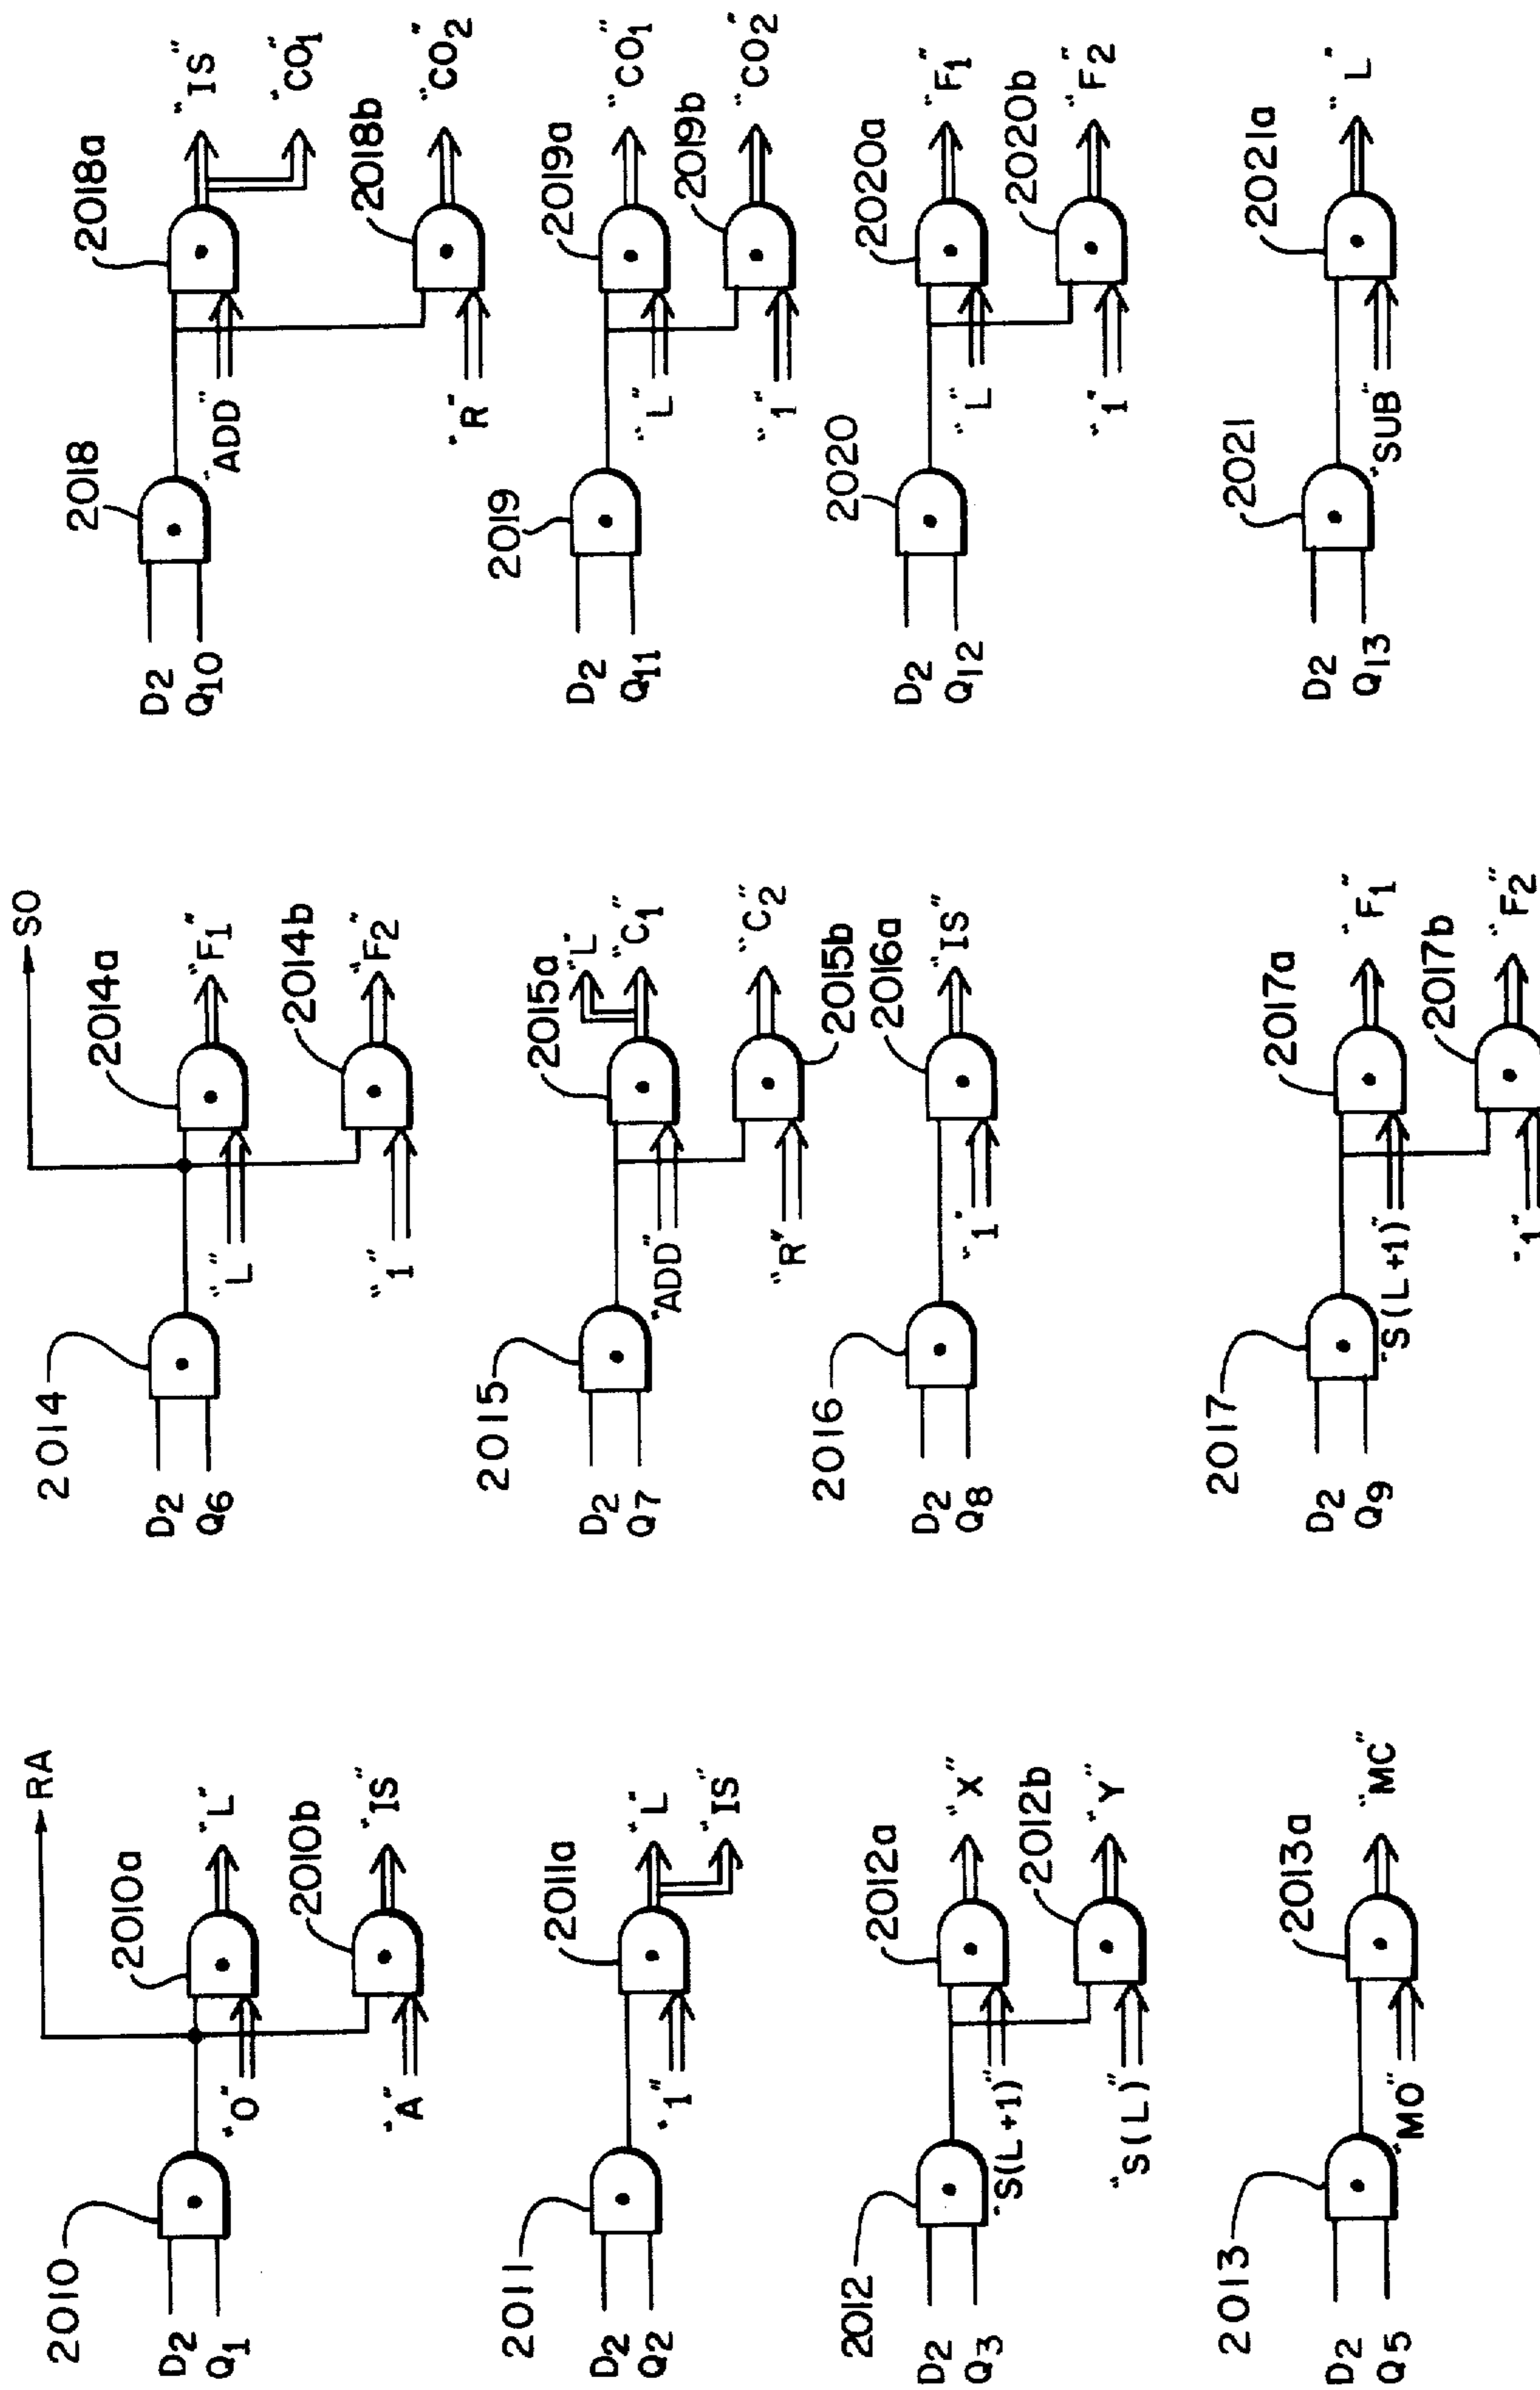 2010
D2
Q1
RA
"0"
2010a
"L"
"A"
2010b
"IS"
2011
D2
Q2
"1"
2011a
"L"
"IS"
2012
D2
Q3
"S(L+1)"
2012a
"X"
"S(L)"
2012b
"Y"
2013
D2
Q5
"MO"
2013a
"MC"
2014
D2
Q6
SO
"L"
2014a
"F1"
"1"
2014b
"F2"
2015
D2
Q7
"ADD"
2015a
"L"
"C1"
"R"
"C2"
2015b
2016
D2
Q8
"1"
2016a
"IS"
2017
D2
Q9
"S(L+1)"
2017a
"F1"
"1"
2017b
"F2"
2018
D2
Q10
"ADD"
2018a
"IS"
"CO1"
"R"
2018b
"CO2"
2019
D2
Q11
"L"
2019a
"CO1"
"1"
2019b
"CO2"
2020
D2
Q12
"L"
2020a
"F1"
"1"
2020b
"F2"
2021
D2
Q13
"SUB"
2021a
"L"